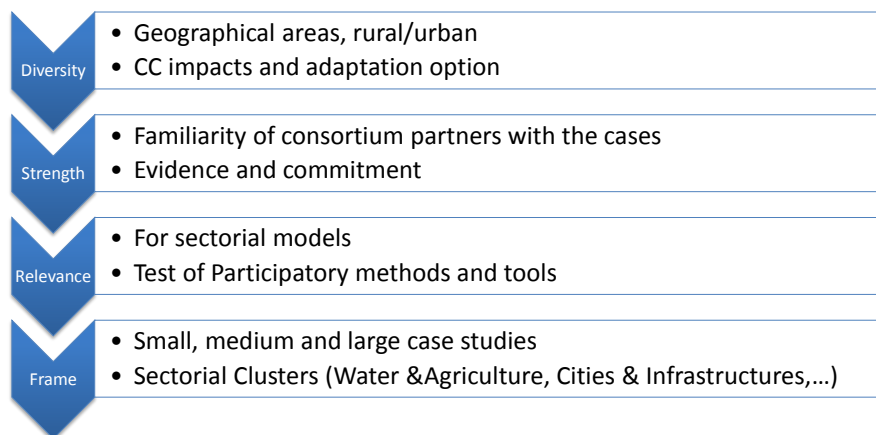 Diversity
• Geographical areas, rural/urban
• CC impacts and adaptation option
Strength
• Familiarity of consortium partners with the cases
• Evidence and commitment
Relevance
• For sectorial models
• Test of Participatory methods and tools
Frame
• Small, medium and large case studies
• Sectorial Clusters (Water &Agriculture, Cities & Infrastructures,...)